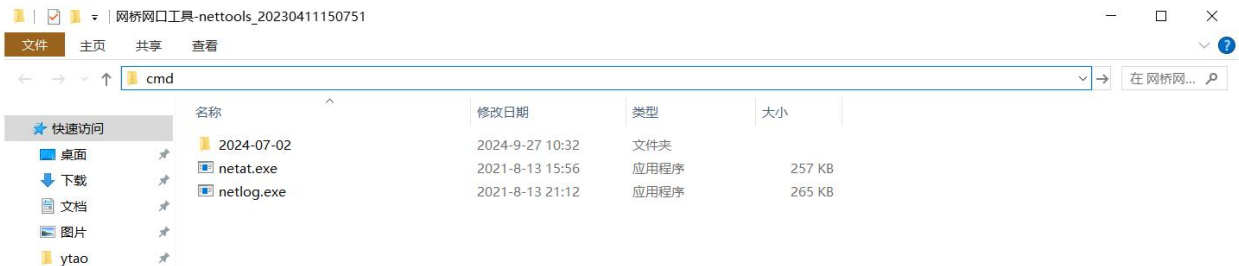 网桥网口工具-nettools_20230411150751
文件 主页 共享 查看
cmd 在 网桥网...
名称 修改日期 类型 大小
快速访问
桌面
下载
文档
图片
ytao
2024-07-02 2024-9-27 10:32 文件夹
netat.exe 2021-8-13 15:56 应用程序 257 KB
netlog.exe 2021-8-13 21:12 应用程序 265 KB